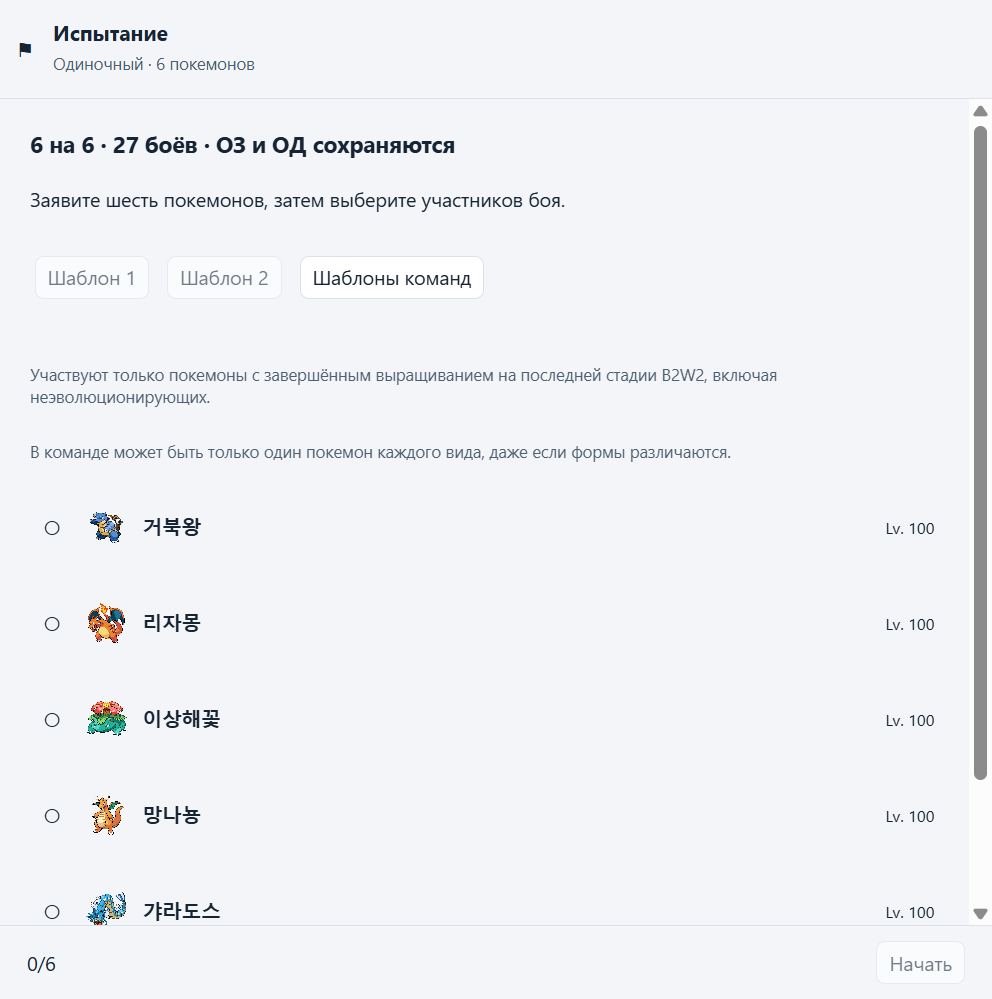 Испытание
Одиночный · 6 покемонов
6 на 6 · 27 боёв · ОЗ и ОД сохраняются
Заявите шесть покемонов, затем выберите участников боя.
Шаблон 1
Шаблон 2
Шаблоны команд
Участвуют только покемоны с завершённым выращиванием на последней стадии B2W2, включая
неэволюционирующих.
В команде может быть только один покемон каждого вида, даже если формы различаются.
거북왕
Lv. 100
리자몽
Lv. 100
이상해꽃
Lv. 100
망나뇽
Lv. 100
갸라도스
Lv. 100
0/6
Начать